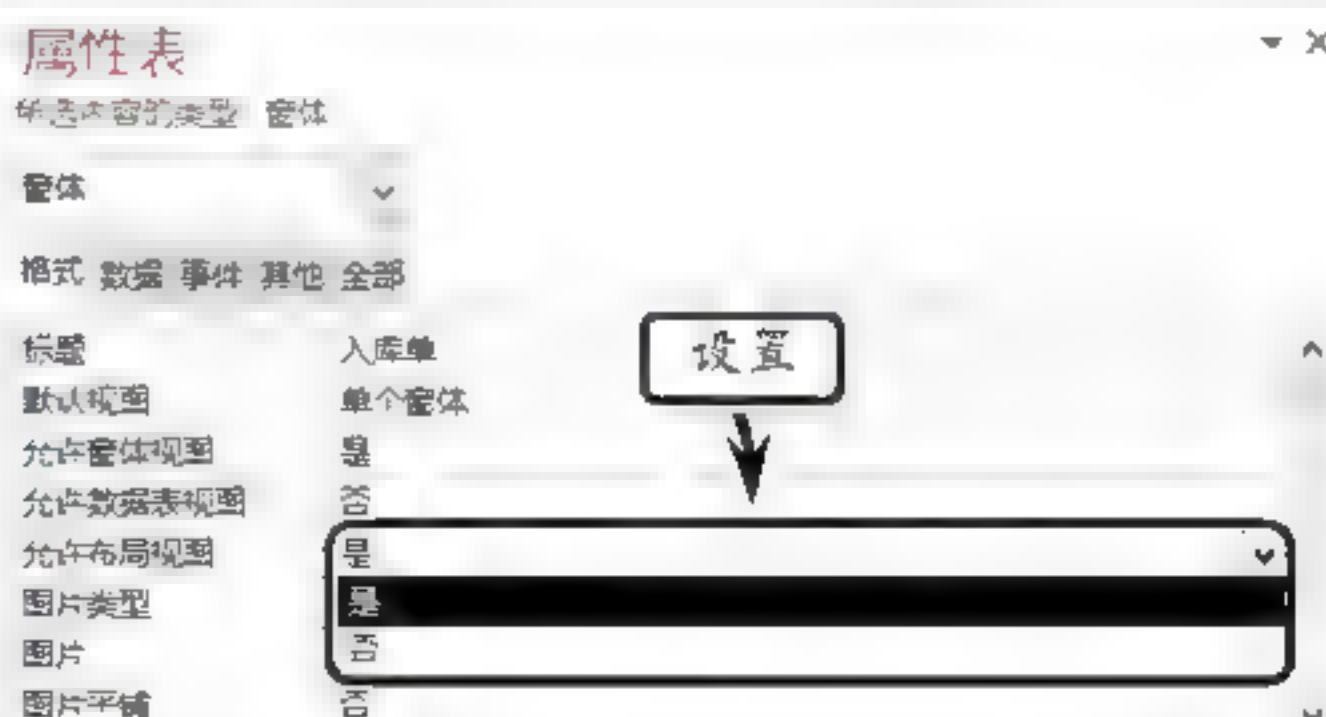 属性表
所选内容的类型: 窗体
窗体
格式 数据 事件 其他 全部
标题 入库单
设置
默认视图 单个窗体
允许窗体视图 是
允许数据表视图 否
允许布局视图 是
图片类型 是
图片 否
图片平铺 否